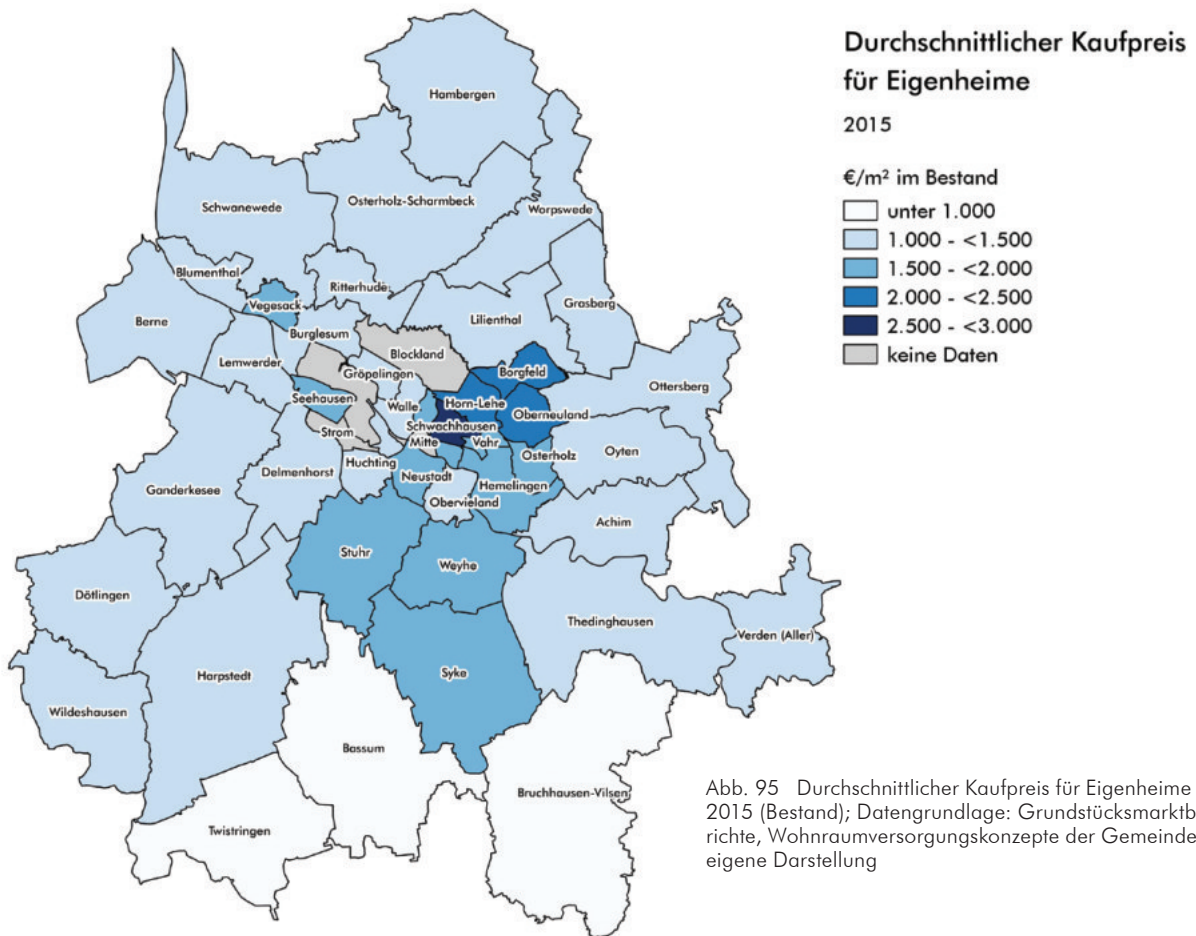 Durchschnittlicher Kaufpreis
für Eigenheime
2015
€/m² im Bestand
unter 1.000
1.000 - <1.500
1.500 - <2.000
2.000 - <2.500
2.500 - <3.000
keine Daten
Hambergen
Schwanewede
Osterholz-Scharmbeck
Worpswede
Blumenthal
Ritterhude
Vegesack
Grasberg
Berne
Burglesum
Lilienthal
Lemwerder
Blockland
Gröpelingen
Borgfeld
Ottersberg
Seehausen
Walle
Horn-Lehe
Oberneuland
Strom
Schwachhausen
Mitte
Vahr
Osterholz
Oyten
Huchting
Delmenhorst
Neustadt
Hemelingen
Ganderkesee
Obervieland
Achim
Stuhr
Weyhe
Dötlingen
Thedinghausen
Verden (Aller)
Harpstedt
Syke
Wildeshausen
Bassum
Bruchhausen-Vilsen
Twistringen
Abb. 95 Durchschnittlicher Kaufpreis für Eigenheime
2015 (Bestand); Datengrundlage: Grundstücksmarktb
richte, Wohnraumversorgungskonzepte der Gemeinde
eigene Darstellung